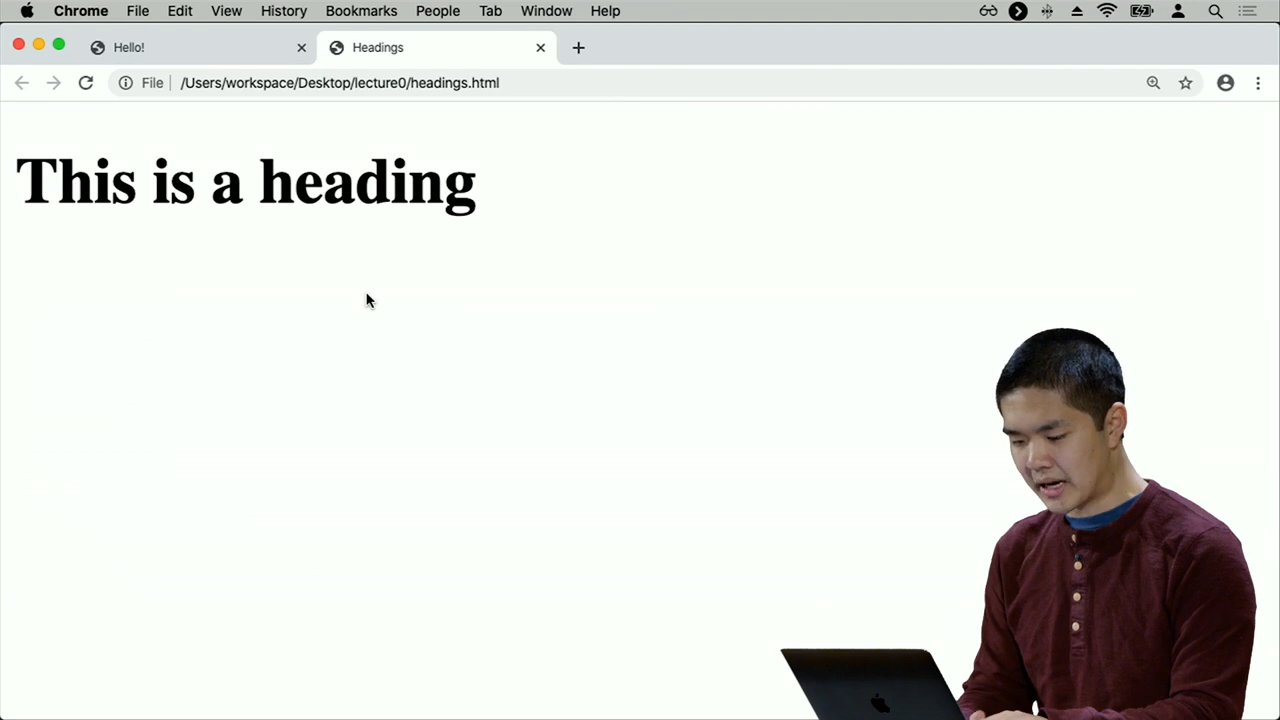 Chrome File Edit View History Bookmarks People Tab Window Help
Hello! Headings
File /Users/workspace/Desktop/lecture0/headings.html
This is a heading